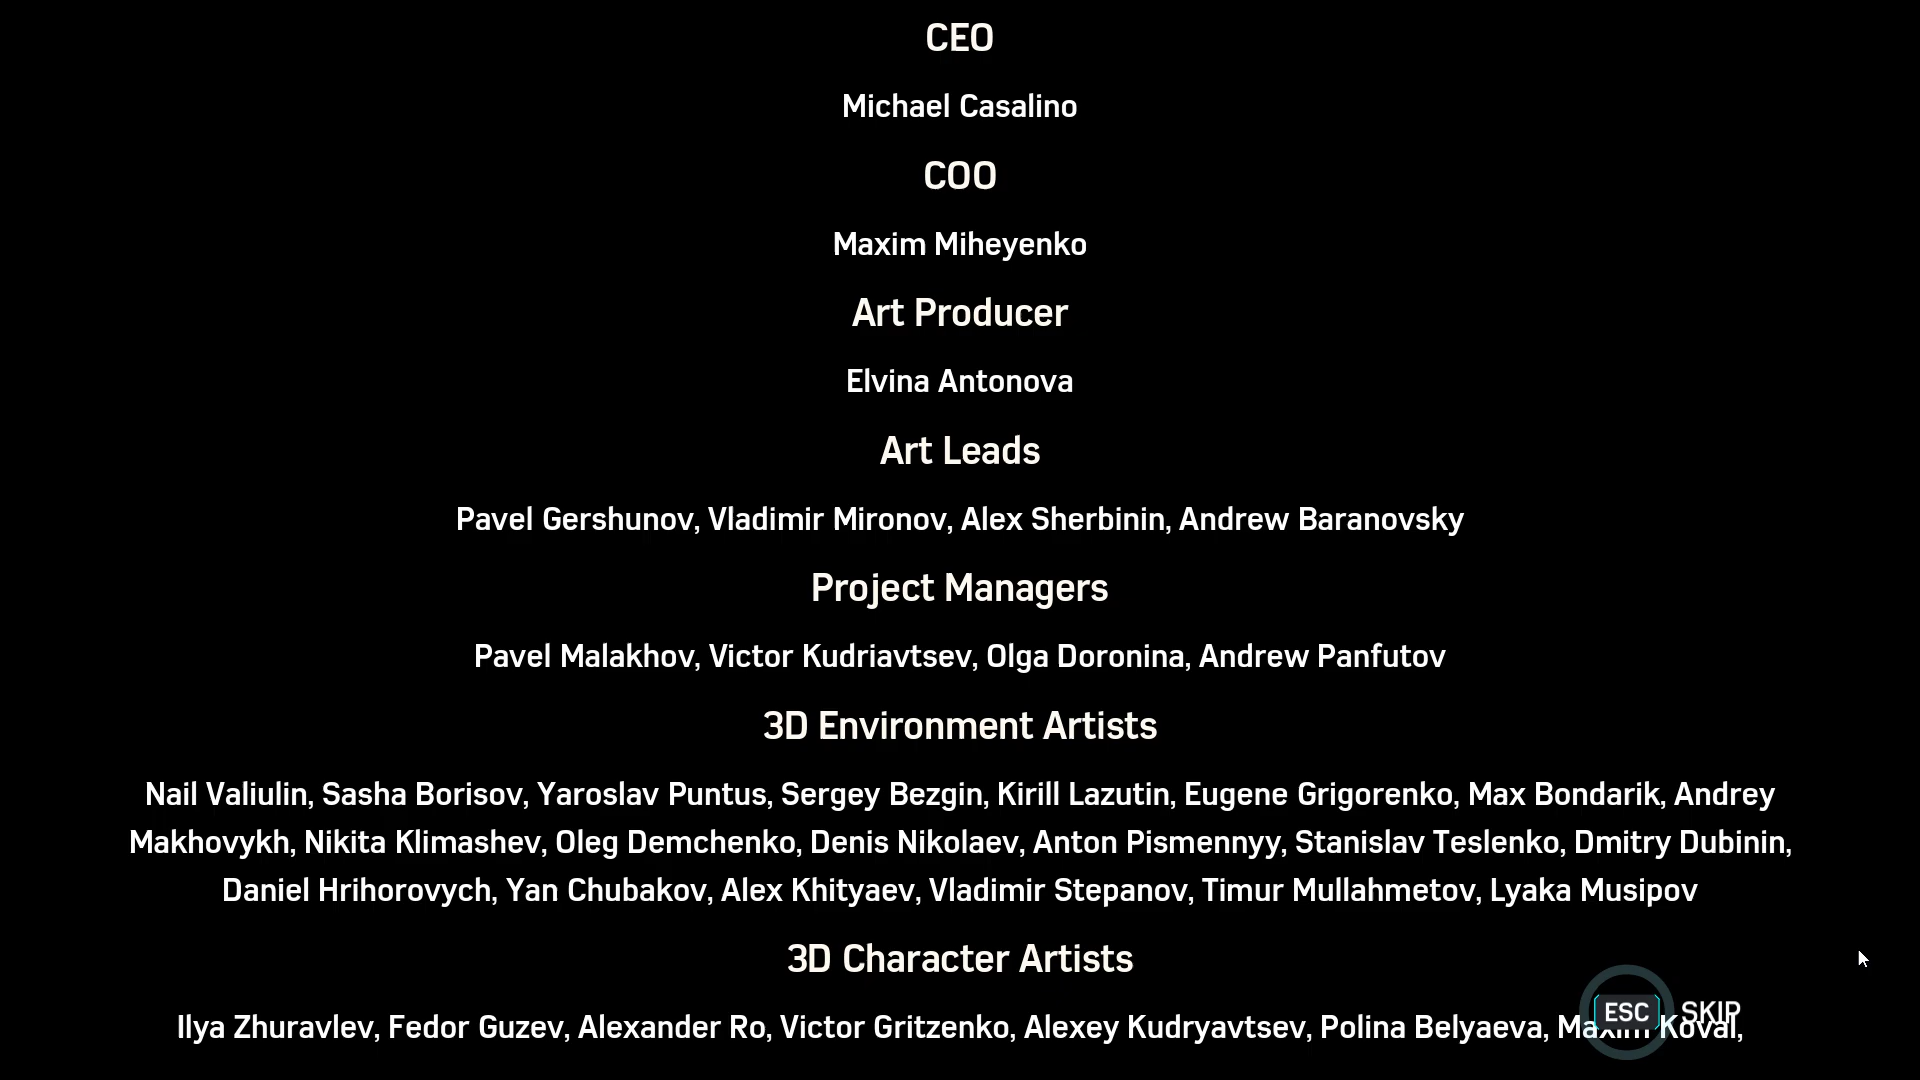 CEO
Michael Casalino
COO
Maxim Miheyenko
Art Producer
Elvina Antonova
Art Leads
Pavel Gershunov, Vladimir Mironov, Alex Sherbinin, Andrew Baranovsky
Project Managers
Pavel Malakhov, Victor Kudriavtsev, Olga Doronina, Andrew Panfutov
3D Environment Artists
Nail Valiulin, Sasha Borisov, Yaroslav Puntus, Sergey Bezgin, Kirill Lazutin, Eugene Grigorenko, Max Bondarik, Andrey
Makhovykh, Nikita Klimashev, Oleg Demchenko, Denis Nikolaev, Anton Pismennyy, Stanislav Teslenko, Dmitry Dubinin,
Daniel Hrihorovych, Yan Chubakov, Alex Khityaev, Vladimir Stepanov, Timur Mullahmetov, Lyaka Musipov
3D Character Artists
Ilya Zhuravlev, Fedor Guzev, Alexander Ro, Victor Gritzenko, Alexey Kudryavtsev, Polina Belyaeva, Maxim Koval,
ESC SKIP